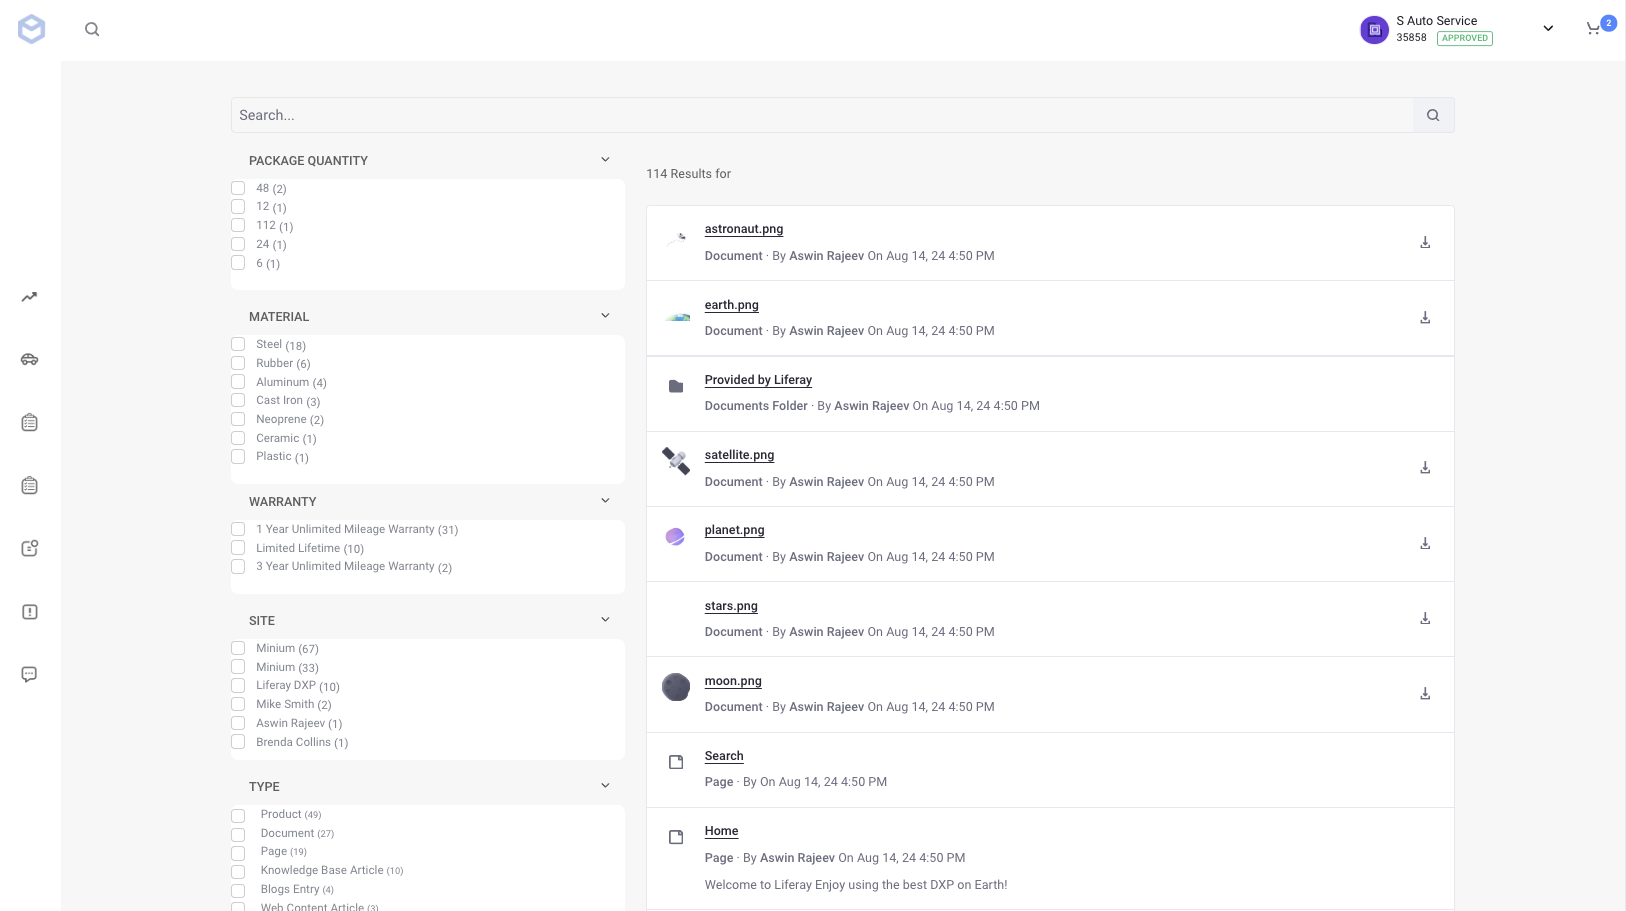 S Auto Service
35858 APPROVED
2
Search...
PACKAGE QUANTITY
48 (2)
12 (1)
112 (1)
24 (1)
6 (1)
MATERIAL
Steel (18)
Rubber (6)
Aluminum (4)
Cast Iron (3)
Neoprene (2)
Ceramic (1)
Plastic (1)
WARRANTY
1 Year Unlimited Mileage Warranty (31)
Limited Lifetime (10)
3 Year Unlimited Mileage Warranty (2)
SITE
Minium (67)
Minium (33)
Liferay DXP (10)
Mike Smith (2)
Aswin Rajeev (1)
Brenda Collins (1)
TYPE
Product (49)
Document (27)
Page (19)
Knowledge Base Article (10)
Blogs Entry (4)
Web Content Article (3)
114 Results for
astronaut.png
Document · By Aswin Rajeev On Aug 14, 24 4:50 PM
earth.png
Document · By Aswin Rajeev On Aug 14, 24 4:50 PM
Provided by Liferay
Documents Folder · By Aswin Rajeev On Aug 14, 24 4:50 PM
satellite.png
Document · By Aswin Rajeev On Aug 14, 24 4:50 PM
planet.png
Document · By Aswin Rajeev On Aug 14, 24 4:50 PM
stars.png
Document · By Aswin Rajeev On Aug 14, 24 4:50 PM
moon.png
Document · By Aswin Rajeev On Aug 14, 24 4:50 PM
Search
Page · By On Aug 14, 24 4:50 PM
Home
Page · By Aswin Rajeev On Aug 14, 24 4:50 PM
Welcome to Liferay Enjoy using the best DXP on Earth!